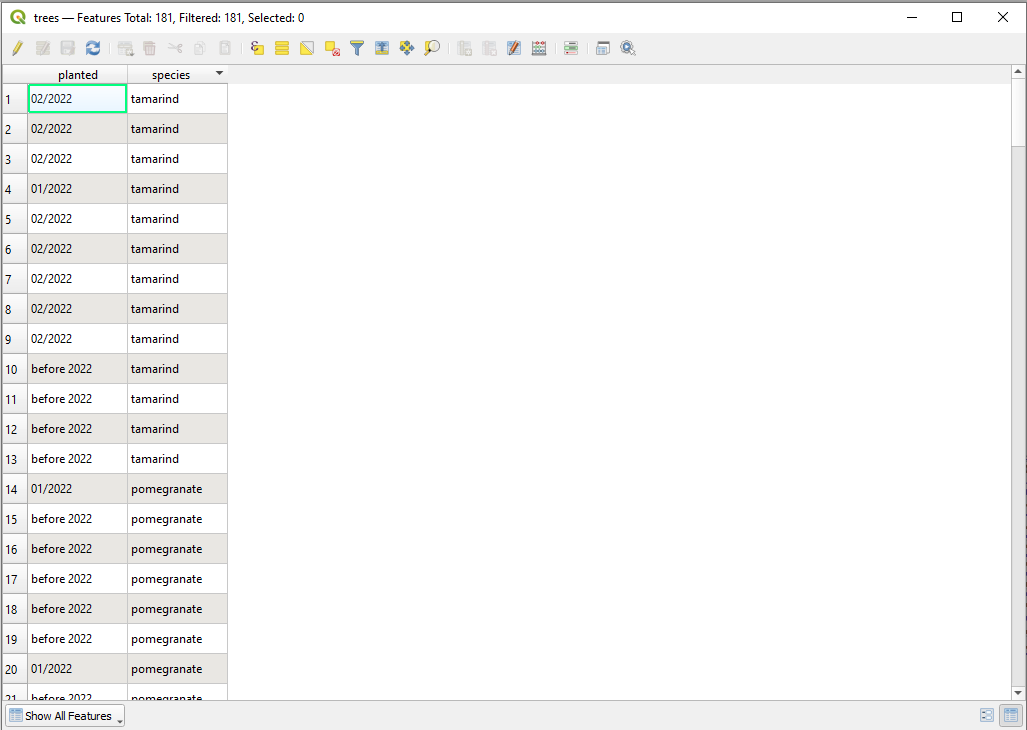 trees — Features Total: 181, Filtered: 181, Selected: 0
planted species
1 02/2022 tamarind
2 02/2022 tamarind
3 02/2022 tamarind
4 01/2022 tamarind
5 02/2022 tamarind
6 02/2022 tamarind
7 02/2022 tamarind
8 02/2022 tamarind
9 02/2022 tamarind
10 before 2022 tamarind
11 before 2022 tamarind
12 before 2022 tamarind
13 before 2022 tamarind
14 01/2022 pomegranate
15 before 2022 pomegranate
16 before 2022 pomegranate
17 before 2022 pomegranate
18 before 2022 pomegranate
19 before 2022 pomegranate
20 01/2022 pomegranate
21 before 2022 pomegranate
Show All Features